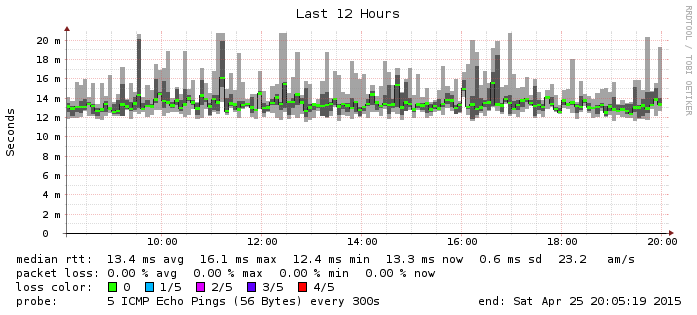 Last 12 Hours
RRDTOOL / TOBI OETIKER
Seconds
20 m
18 m
16 m
14 m
12 m
10 m
8 m
6 m
4 m
2 m
0
10:00 12:00 14:00 16:00 18:00 20:00
median rtt: 13.4 ms avg 16.1 ms max 12.4 ms min 13.3 ms now 0.6 ms sd 23.2 am/s
packet loss: 0.00 % avg 0.00 % max 0.00 % min 0.00 % now
loss color: 0 1/5 2/5 3/5 4/5
probe: 5 ICMP Echo Pings (56 Bytes) every 300s end: Sat Apr 25 20:05:19 2015